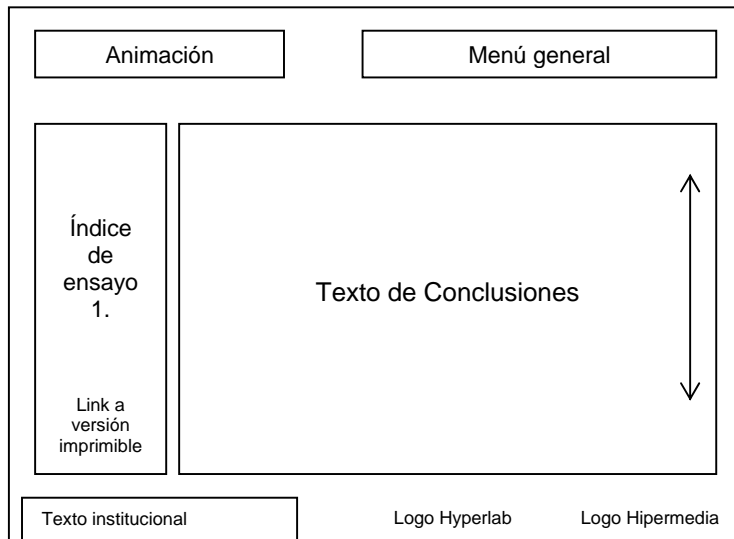 Animación
Menú general
Índice
de
ensayo
1.
Link a
versión
imprimible
Texto de Conclusiones
Texto institucional
Logo Hyperlab
Logo Hipermedia